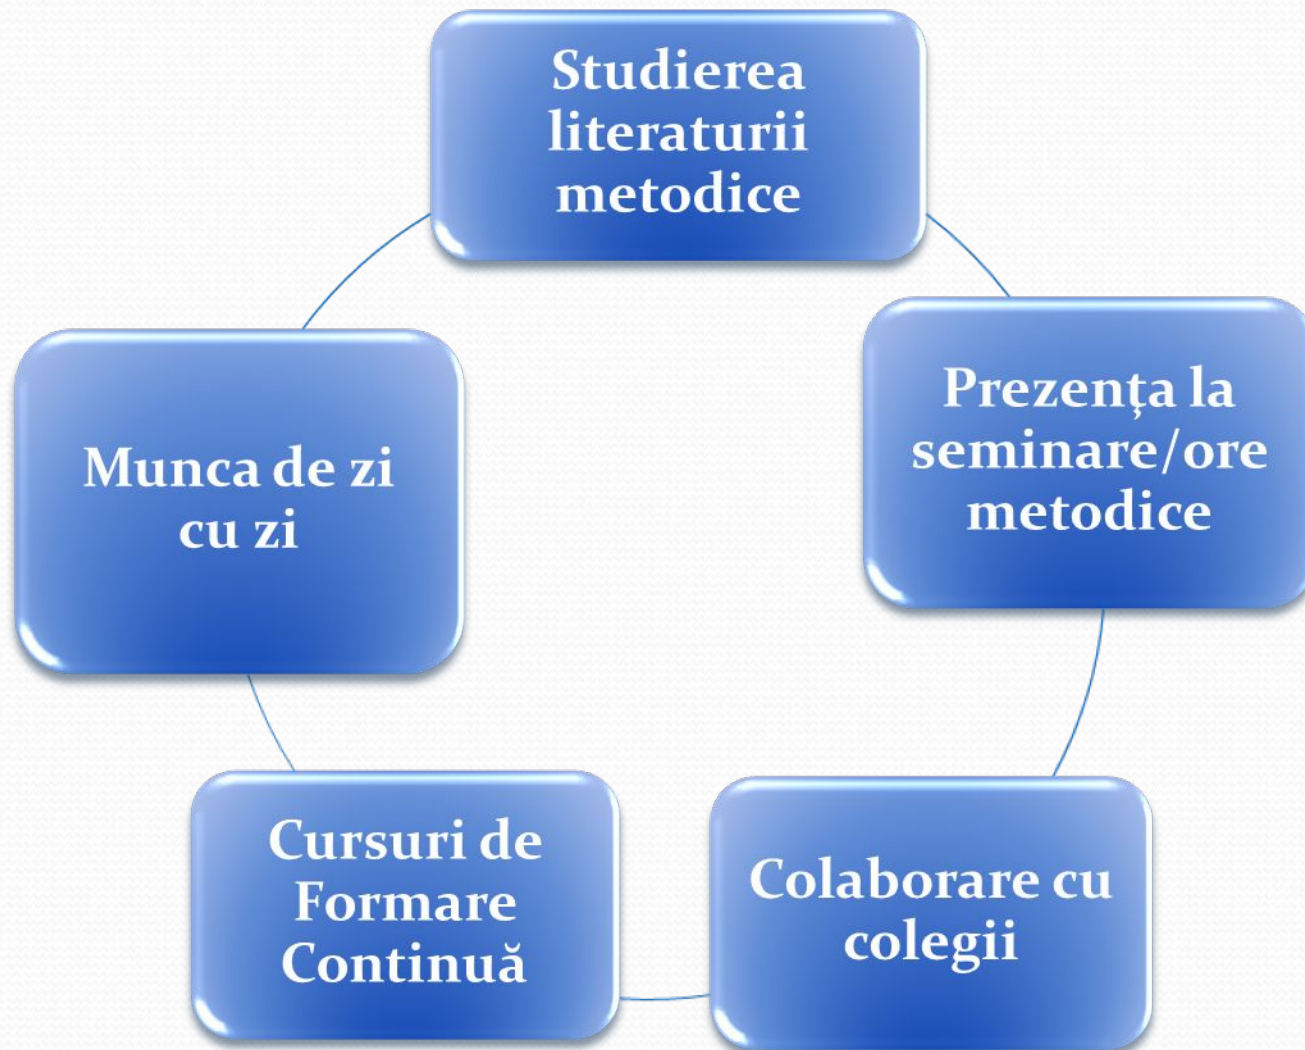 Studierea
literaturii
metodice
Prezenţa la
seminare/ore
metodice
Colaborare cu
colegii
Cursuri de
Formare
Continuă
Munca de zi
cu zi